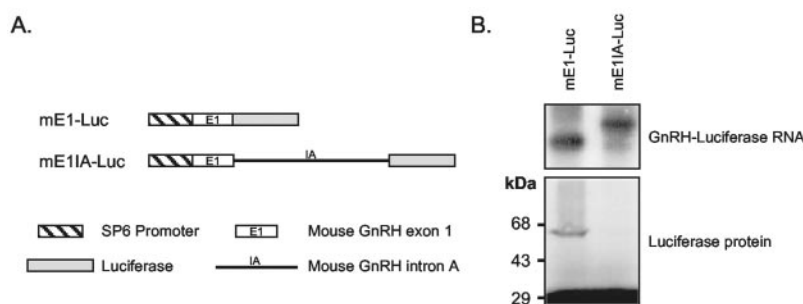 A.
mE1-Luc
E1
mE1IA-Luc
E1
IA
SP6 Promoter
E1
Mouse GnRH exon 1
Luciferase
IA
Mouse GnRH intron A
B.
mE1-Luc
mE1IA-Luc
GnRH-Luciferase RNA
kDa
68
43
29
Luciferase protein